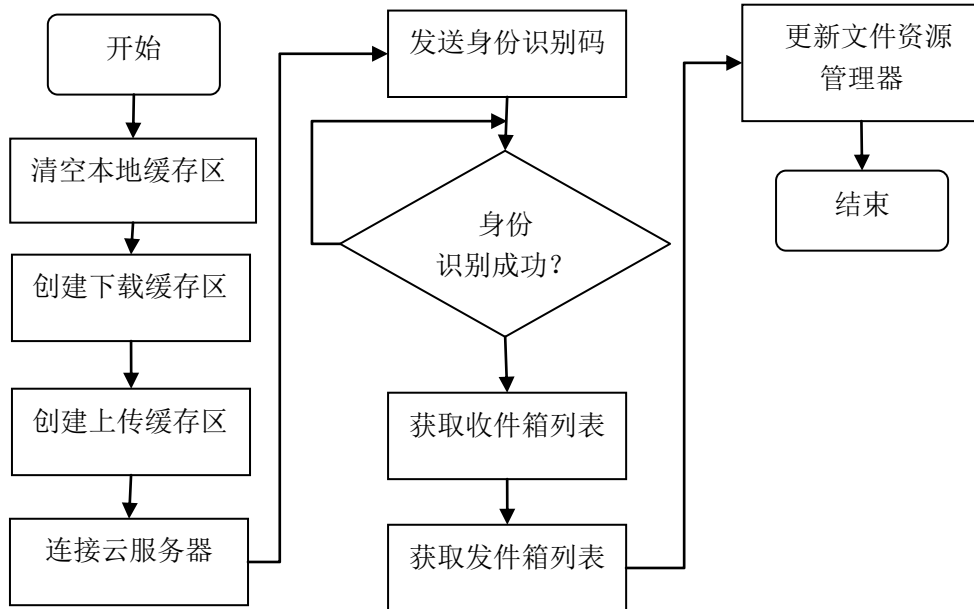 开始
清空本地缓存区
创建下载缓存区
创建上传缓存区
连接云服务器
发送身份识别码
身份
识别成功？
获取收件箱列表
获取发件箱列表
更新文件资源
管理器
结束